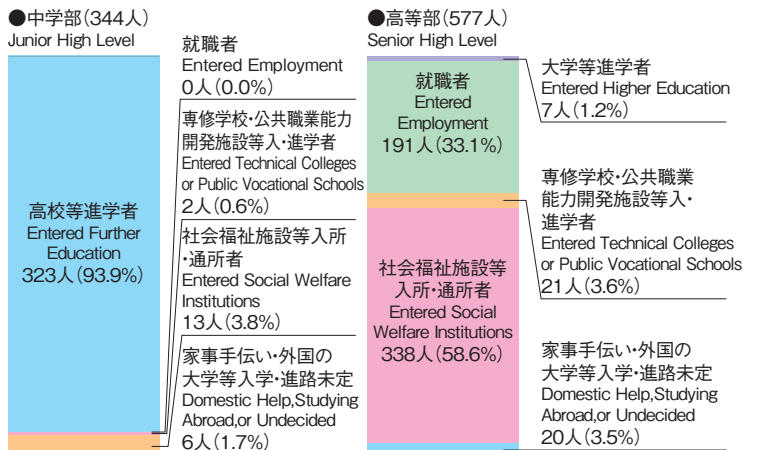 ●中学部(344人)
Junior High Level
高校等進学者
Entered Further
Education
323人(93.9%)
就職者
Entered Employment
0人(0.0%)
専修学校・公共職業能力
開発施設等入・進学者
Entered Technical Colleges
or Public Vocational Schools
2人(0.6%)
社会福祉施設等入所
・通所者
Entered Social Welfare
Institutions
13人(3.8%)
家事手伝い・外国の
大学等入学・進路未定
Domestic Help,Studying
Abroad,or Undecided
6人(1.7%)
●高等部(577人)
Senior High Level
就職者
Entered
Employment
191人(33.1%)
社会福祉施設等
入所・通所者
Entered Social
Welfare Institutions
338人(58.6%)
大学等進学者
Entered Higher Education
7人(1.2%)
専修学校・公共職業
能力開発施設等入・
進学者
Entered Technical Colleges
or Public Vocational Schools
21人(3.6%)
家事手伝い・外国の
大学等入学・進路未定
Domestic Help,Studying
Abroad,or Undecided
20人(3.5%)